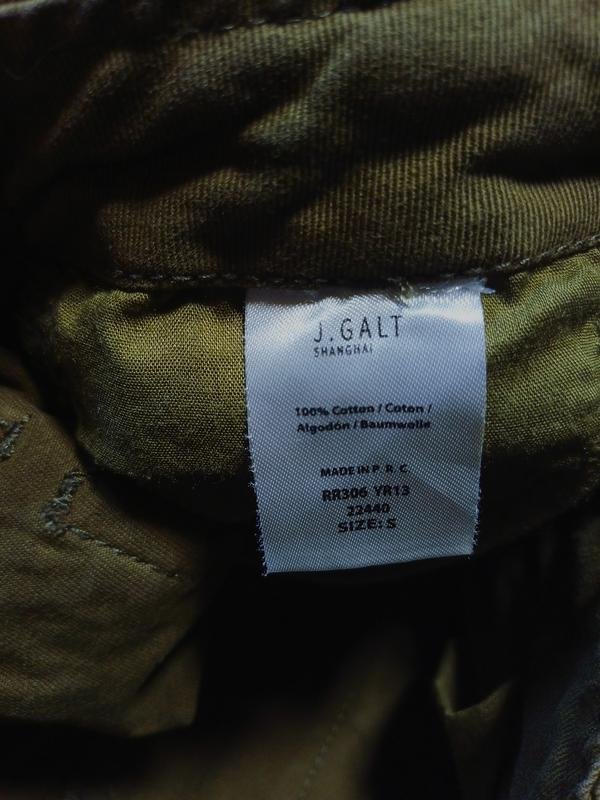 J.GALT
SHANGHAI
100% Cotton / Coton /
Algodón / Baumwolle
MADE IN P. R. C
RR306 YR13
22440
SIZE: S